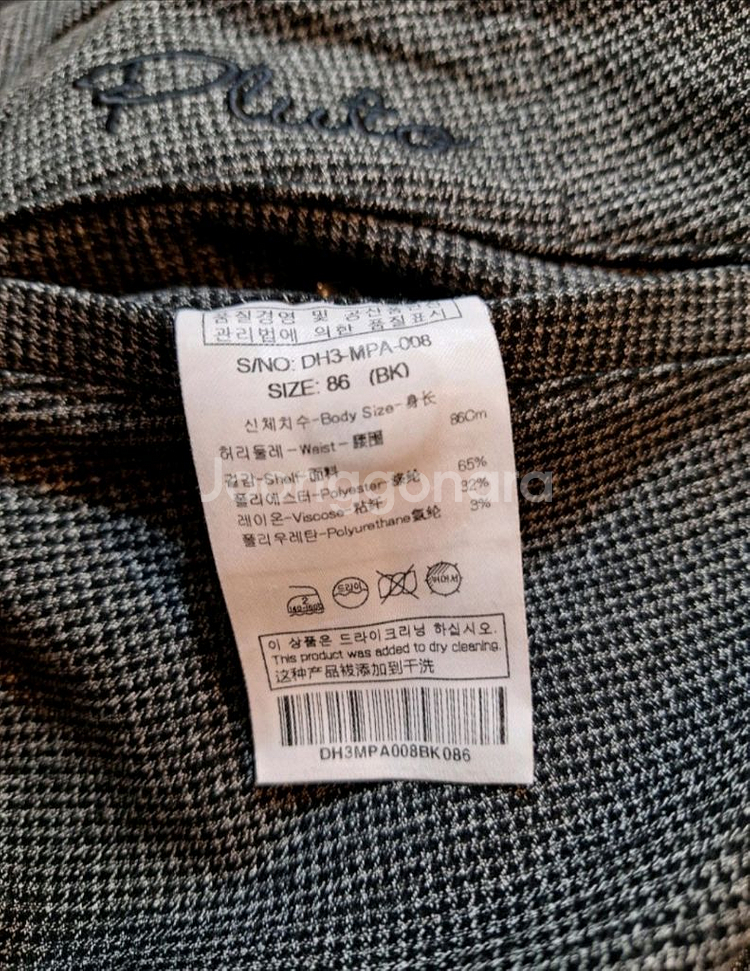 Pluto
품질경영 및 공산품안
관리법에 의한 품질표시
S/NO: DH3-MPA-008
SIZE: 86 (BK)
신체치수-Body Size-身长
허리둘레-Waist-腰围 86Cm
겉감-Shell-面料
폴리에스터-Polyester-涤纶 65%
레이온-Viscose-粘纤 32%
폴리우레탄-Polyurethane氨纶 3%
Joonggonara
2 드라이
이 상품은 드라이크리닝 하십시오.
This product was added to dry cleaning.
这种产品被添加到干洗
DH3MPA008BK086